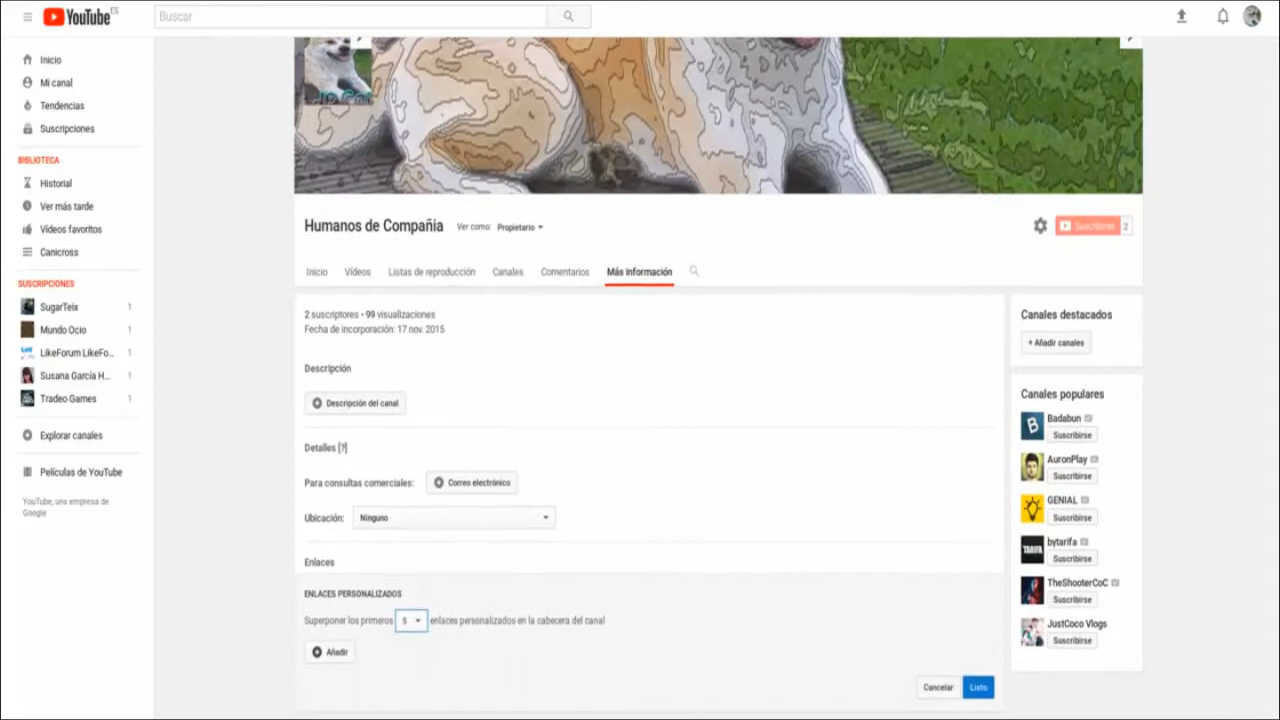 YouTube ES
Buscar
Inicio
Mi canal
Tendencias
Suscripciones
BIBLIOTECA
Historial
Ver más tarde
Vídeos favoritos
Canicross
SUSCRIPCIONES
SugarTeix 1
Mundo Ocio 1
LikeForum LikeFo... 1
Susana García H... 1
Tradeo Games 1
Explorar canales
Películas de YouTube
YouTube, una empresa de
Google
Humanos de Compañia Ver como: Propietario
Suscribirse 2
Inicio Vídeos Listas de reproducción Canales Comentarios Más información
2 suscriptores • 99 visualizaciones
Fecha de incorporación: 17 nov. 2015
Descripción
Descripción del canal
Detalles [?]
Para consultas comerciales: Correo electrónico
Ubicación: Ninguno
Enlaces
ENLACES PERSONALIZADOS
Superponer los primeros 5 enlaces personalizados en la cabecera del canal
Añadir
Cancelar Listo
Canales destacados
+ Añadir canales
Canales populares
Badabun
Suscribirse
AuronPlay
Suscribirse
GENIAL
Suscribirse
bytarifa
Suscribirse
TheShooterCoC
Suscribirse
JustCoco Vlogs
Suscribirse